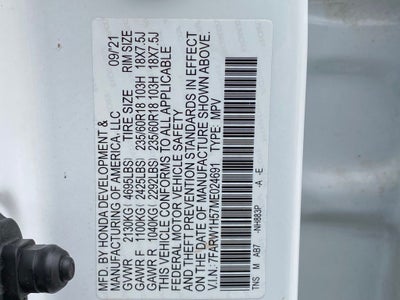 MFD. BY HONDA DEVELOPMENT &
MANUFACTURING OF AMERICA, LLC 09/21
GVWR 2130KG( 4695LBS) TIRE SIZE RIM SIZE
GAWR F 1090KG( 2403LBS) 235/60R18 103H 18X7.5J
GAWR R 1040KG( 2292LBS) 235/60R18 103H 18X7.5J
THIS VEHICLE CONFORMS TO ALL APPLICABLE
FEDERAL MOTOR VEHICLE SAFETY
AND THEFT PREVENTION STANDARDS IN EFFECT
ON THE DATE OF MANUFACTURE SHOWN ABOVE.
V.I.N: 7FARW1H57ME024691 TYPE: MPV
-NH883P -A -E
TNS M AB7